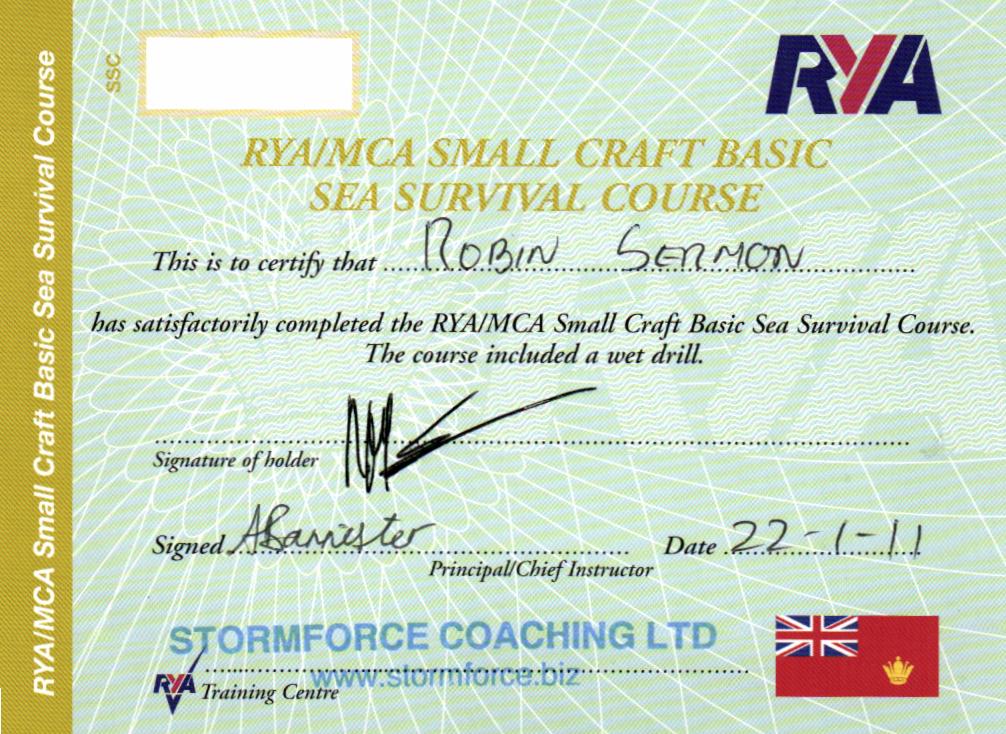 RYA/MCA Small Craft Basic Sea Survival Course
SSC
RYA
RYA/MCA SMALL CRAFT BASIC
SEA SURVIVAL COURSE
This is to certify that ROBIN SERMON
has satisfactorily completed the RYA/MCA Small Craft Basic Sea Survival Course.
The course included a wet drill.
Signature of holder
Signed ABannister Date 22-1-11
Principal/Chief Instructor
STORMFORCE COACHING LTD
www.stormforce.biz
RYA Training Centre